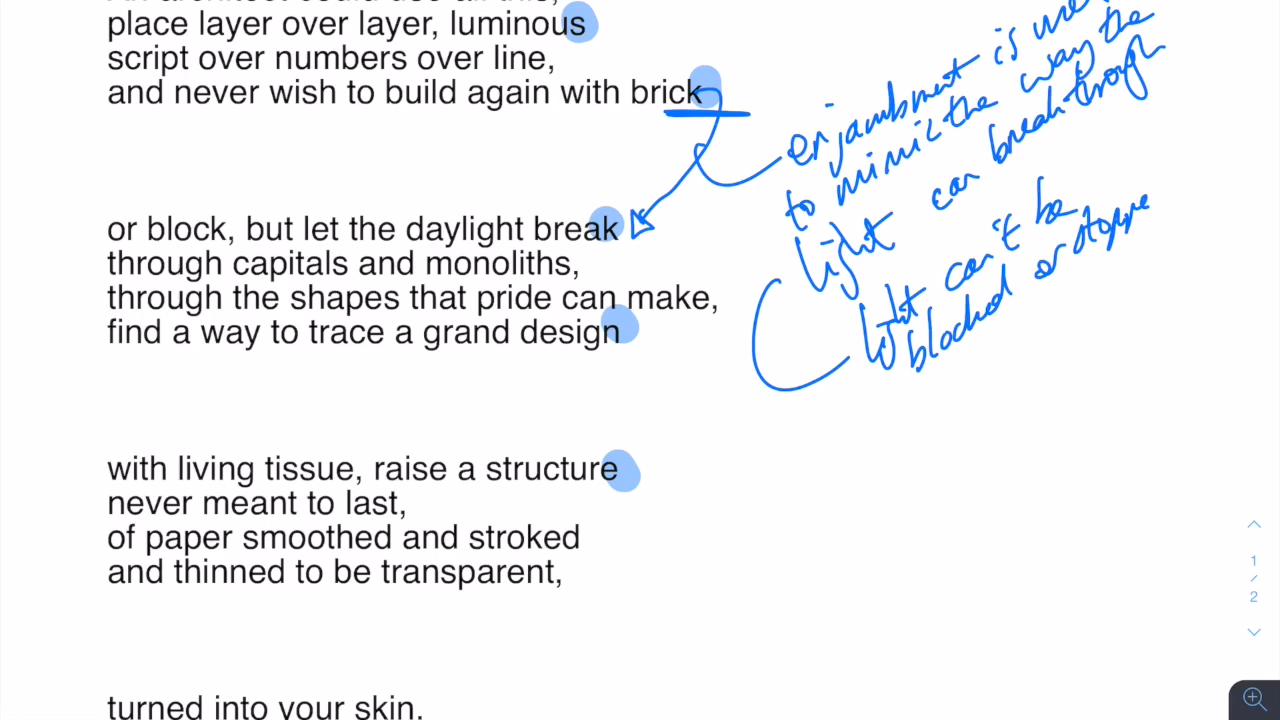 place layer over layer, luminous
script over numbers over line,
and never wish to build again with brick
or block, but let the daylight break
through capitals and monoliths,
through the shapes that pride can make,
find a way to trace a grand design
with living tissue, raise a structure
never meant to last,
of paper smoothed and stroked
and thinned to be transparent,
turned into your skin.
enjambment is
to mimic the way the
light can breakthrough
light can't be
blocked or stoppe
1
/
2